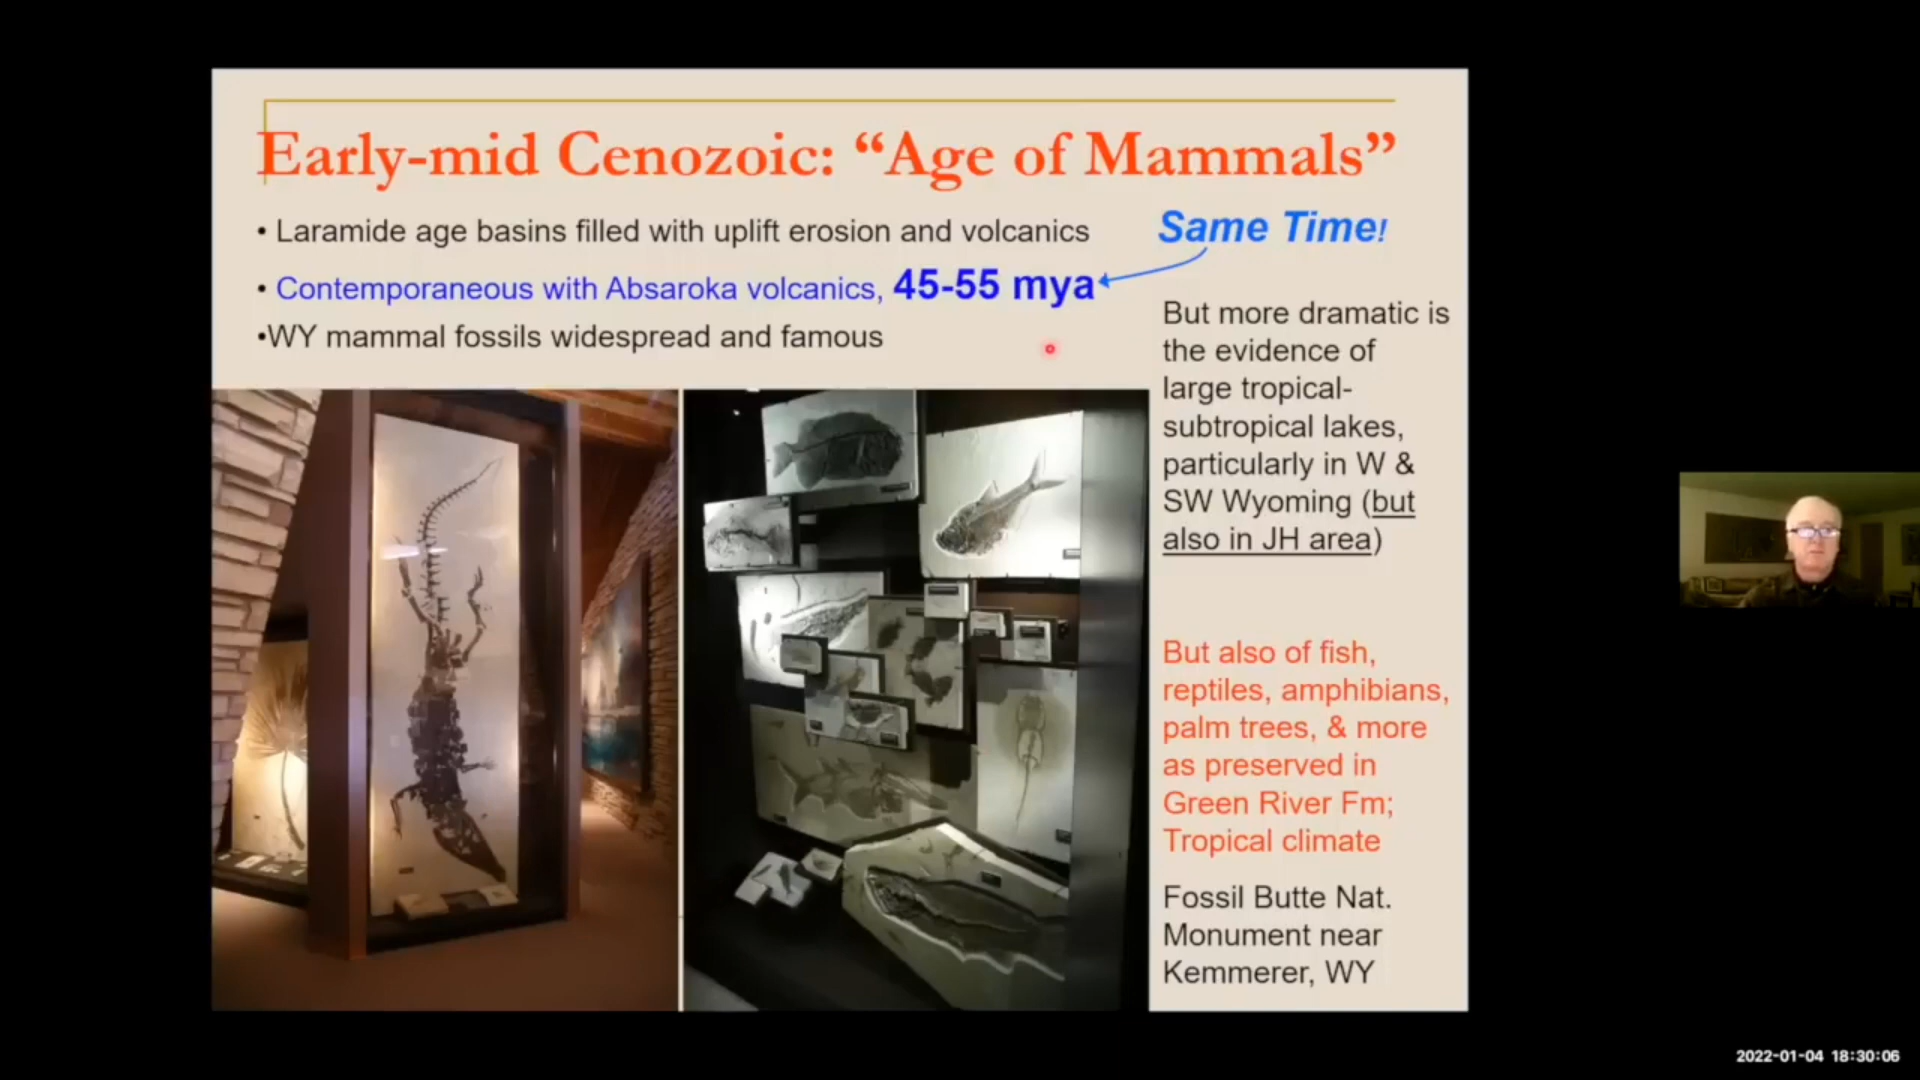 Early-mid Cenozoic: “Age of Mammals”
• Laramide age basins filled with uplift erosion and volcanics
Same Time!
• Contemporaneous with Absaroka volcanics, 45-55 mya
•WY mammal fossils widespread and famous
But more dramatic is
the evidence of
large tropical-
subtropical lakes,
particularly in W &
SW Wyoming (but
also in JH area)
But also of fish,
reptiles, amphibians,
palm trees, & more
as preserved in
Green River Fm;
Tropical climate
Fossil Butte Nat.
Monument near
Kemmerer, WY
2022-01-04 18:30:06